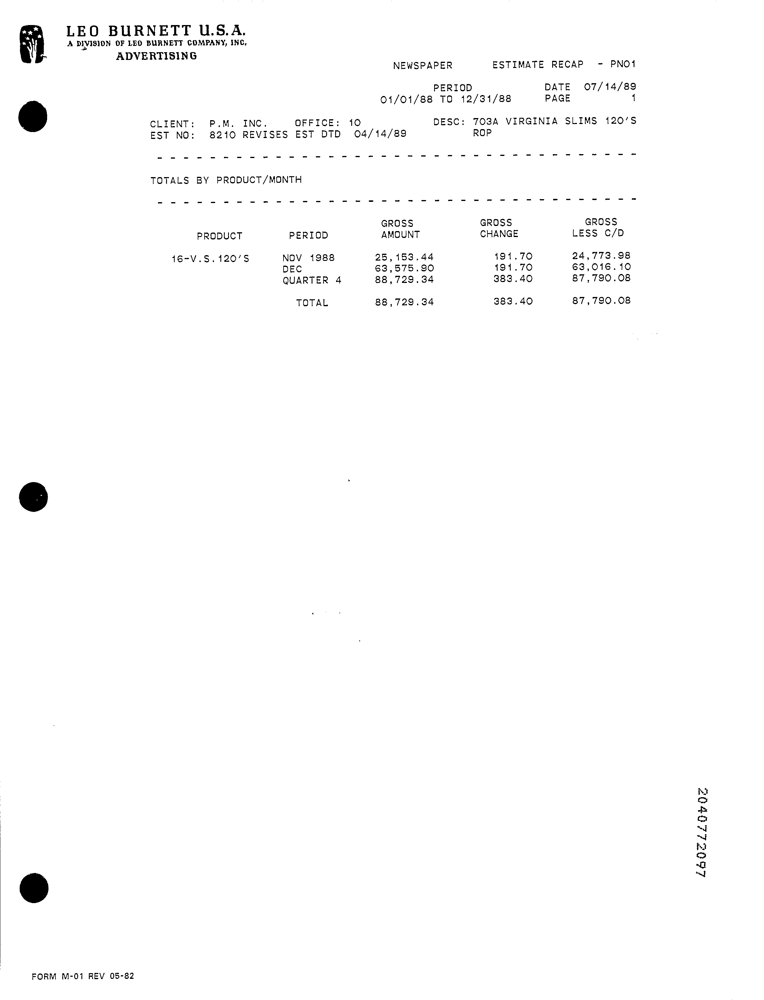 LEO BURNETT U.S.A.
A DIVISION OF LEO BURNETT COMPANY, INC.
ADVERTISING
NEWSPAPER ESTIMATE RECAP - PNO1
PERIOD DATE 07/14/89
01/01/88 TO 12/31/88 PAGE 1
CLIENT: P.M. INC. OFFICE: 10 DESC: 703A VIRGINIA SLIMS 120'S
EST NO: 8210 REVISES EST DTD 04/14/89 ROP
- - - - - - - - - - - - - - - - - - - - - - - - - - - - - - - - - - - - -
TOTALS BY PRODUCT/MONTH
- - - - - - - - - - - - - - - - - - - - - - - - - - - - - - - - - - - - -
GROSS GROSS GROSS
PRODUCT PERIOD AMOUNT CHANGE LESS C/D
16-V.S.120'S NOV 1988 25,153.44 191.70 24,773.98
DEC 63,575.90 191.70 63,016.10
QUARTER 4 88,729.34 383.40 87,790.08
TOTAL 88,729.34 383.40 87,790.08
2040772097
FORM M-01 REV 05-82